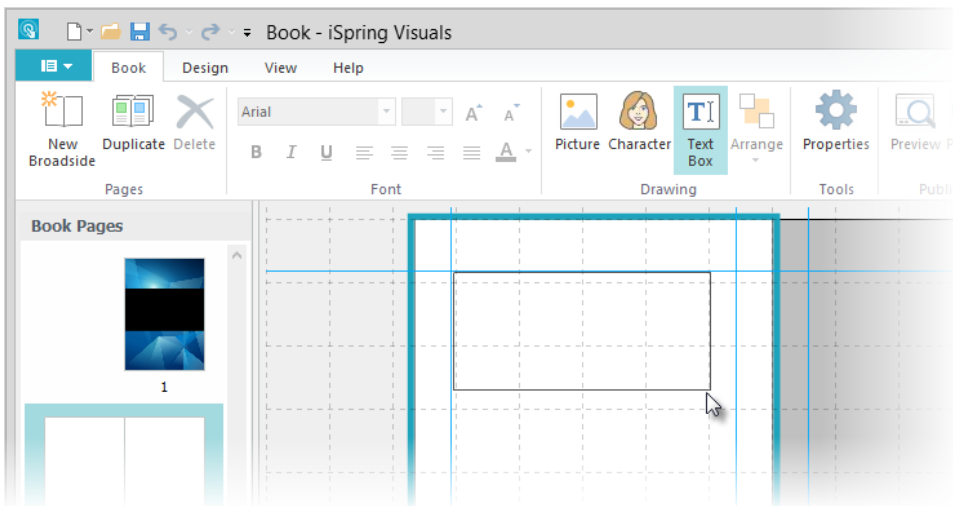 Book - iSpring Visuals
Book Design View Help
Arial
New Broadside
Duplicate
Delete
B I U A
Picture
Character
Text Box
Arrange
Properties
Preview
Pages
Font
Drawing
Tools
Book Pages
1